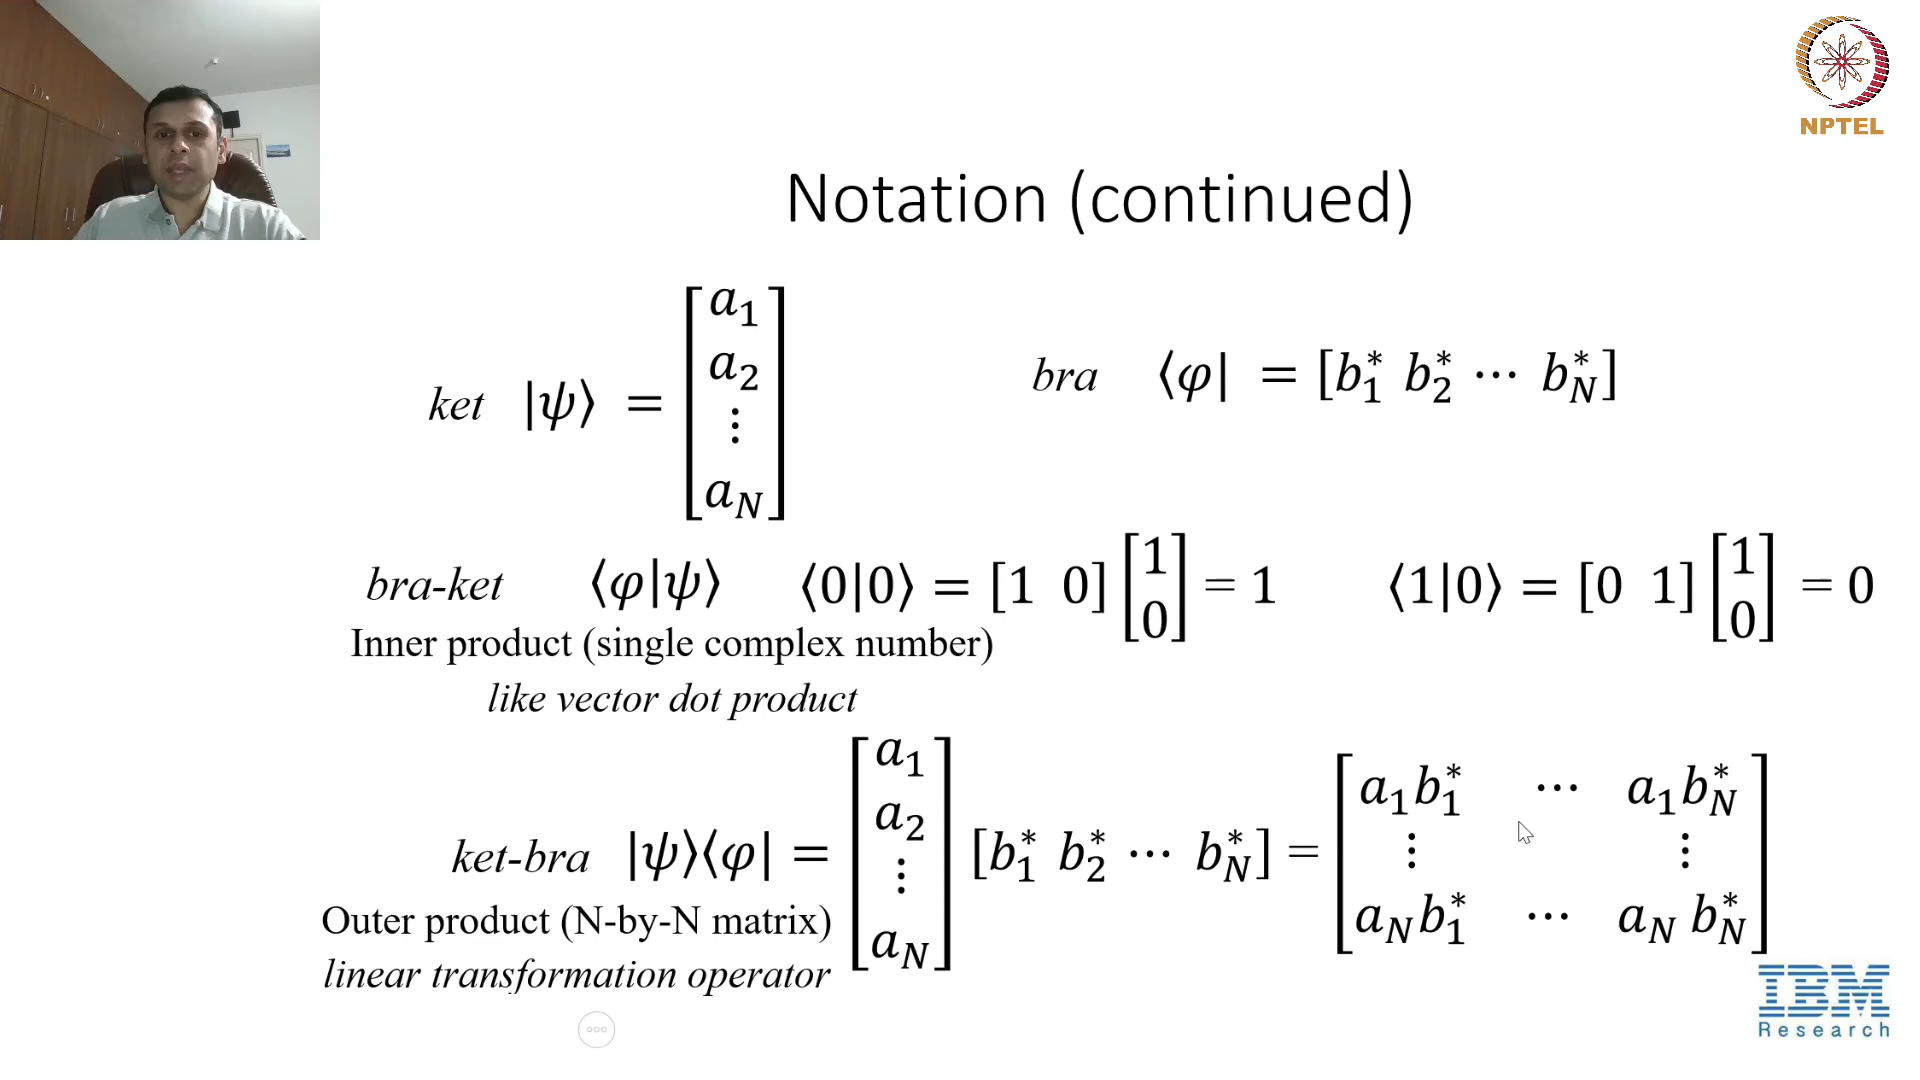 NPTEL
Notation (continued)
ket |ψ⟩ = [a₁ a₂ ⋮ a_N]
bra ⟨φ| = [b₁* b₂* ⋯ b_N*]
bra-ket ⟨φ|ψ⟩ ⟨0|0⟩ = [1 0] [1 0] = 1 ⟨1|0⟩ = [0 1] [1 0] = 0
Inner product (single complex number)
like vector dot product
ket-bra |ψ⟩⟨φ| = [a₁ a₂ ⋮ a_N] [b₁* b₂* ⋯ b_N*] = [a₁b₁* ⋯ a₁b_N* ⋮ ⋮ a_Nb₁* ⋯ a_N b_N*]
Outer product (N-by-N matrix)
linear transformation operator
IBM
Research